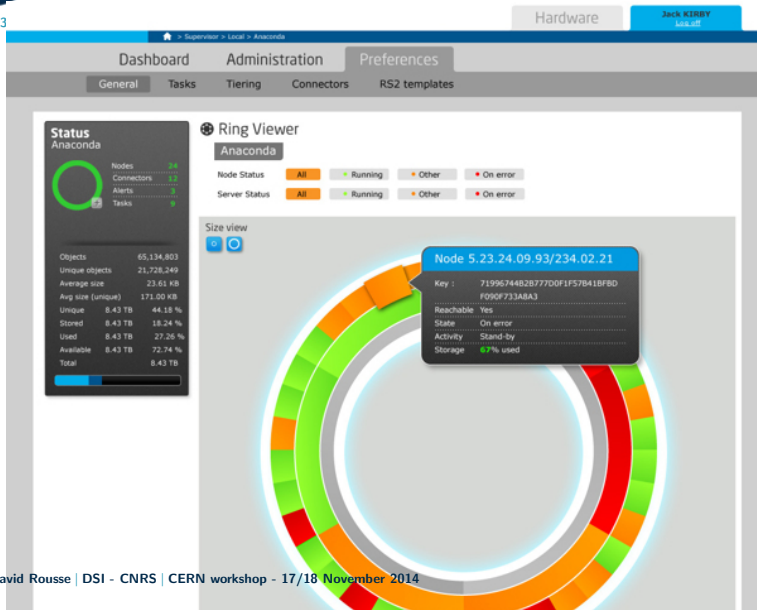 3
Hardware
Jack KIRBY
Log off
> Supervisor > Local > Anaconda
Dashboard Administration Preferences
General Tasks Tiering Connectors RS2 templates
Status
Anaconda
Nodes 24
Connectors 12
Alerts 3
Tasks 9
Objects 65,134,803
Unique objects 21,728,249
Average size 23.61 KB
Avg size (unique) 171.00 KB
Unique 8.43 TB 44.18 %
Stored 8.43 TB 18.24 %
Used 8.43 TB 27.26 %
Available 8.43 TB 72.74 %
Total 8.43 TB
Ring Viewer
Anaconda
Node Status All Running Other On error
Server Status All Running Other On error
Size view
Node 5.23.24.09.93/234.02.21
Key : 71996744B2B777D0F1F57B41BFBD
F090F733A8A3
Reachable Yes
State On error
Activity Stand-by
Storage 67% used
avid Rousse | DSI - CNRS | CERN workshop - 17/18 November 2014